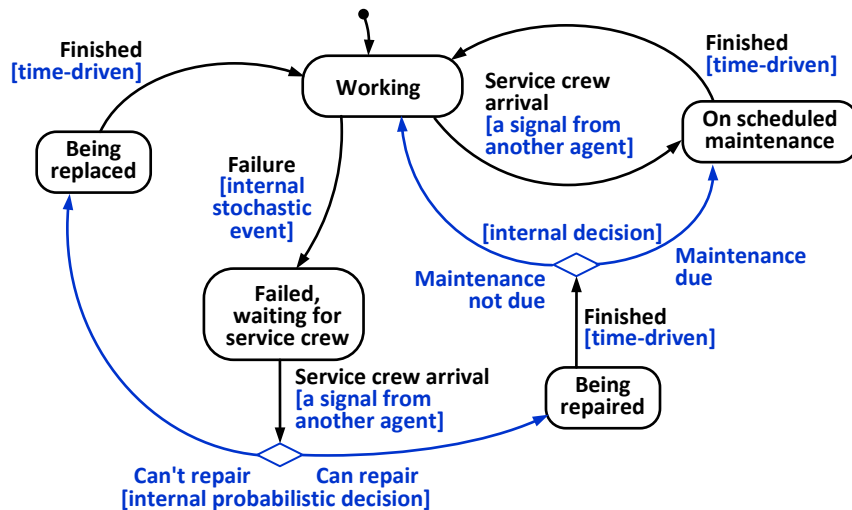 Finished
[time-driven]
Working
Finished
[time-driven]
Service crew
arrival
[a signal from
another agent]
On scheduled
maintenance
Being
replaced
Failure
[internal
stochastic
event]
[internal decision]
Maintenance
not due
Maintenance
due
Failed,
waiting for
service crew
Finished
[time-driven]
Service crew arrival
[a signal from
another agent]
Being
repaired
Can't repair
Can repair
[internal probabilistic decision]